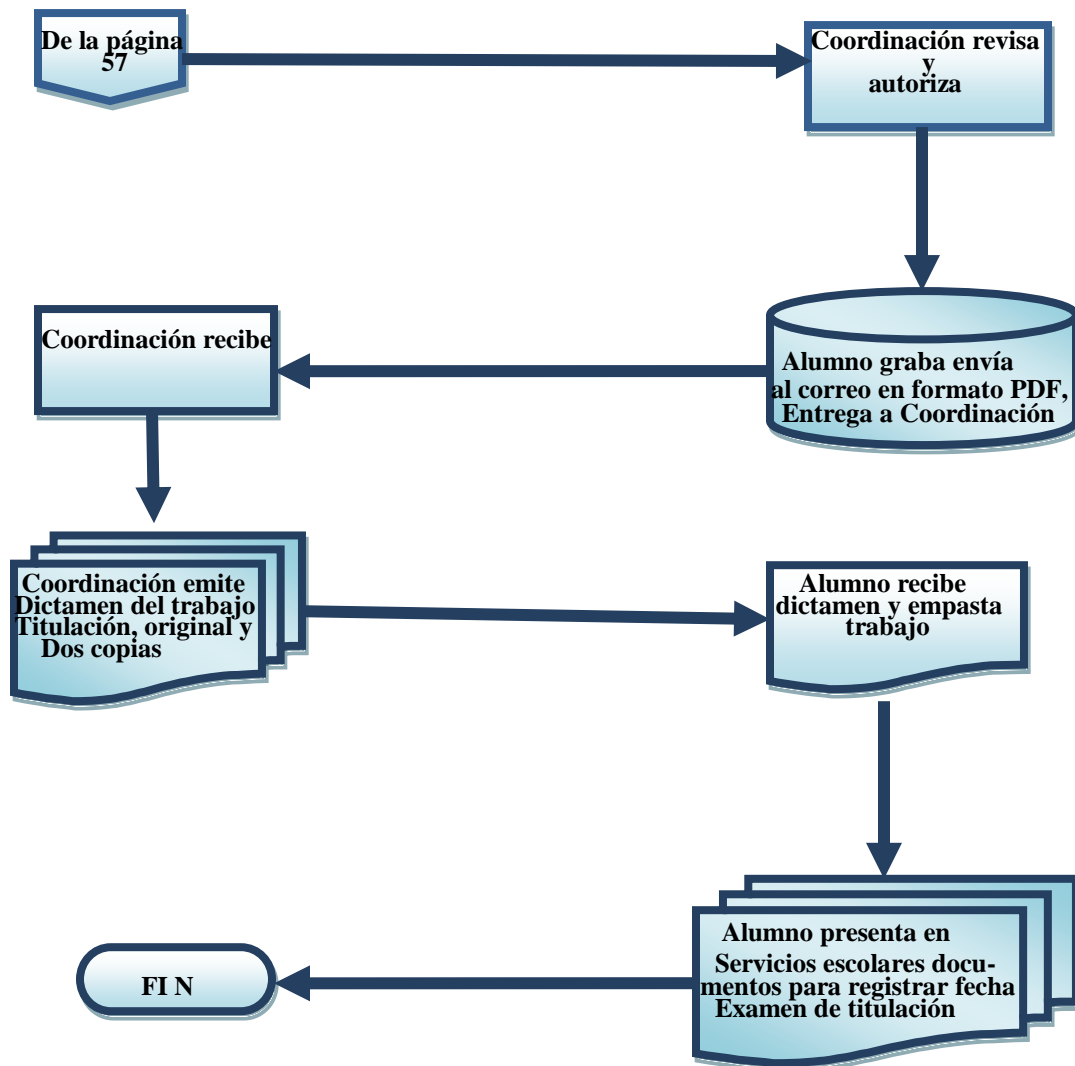 De la página
57
Coordinación revisa
y
autoriza
Alumno graba envía
al correo en formato PDF,
Entrega a Coordinación
Coordinación recibe
Coordinación emite
Dictamen del trabajo
Titulación, original y
Dos copias
Alumno recibe
dictamen y empasta
trabajo
Alumno presenta en
Servicios escolares docu-
mentos para registrar fecha
Examen de titulación
FI N